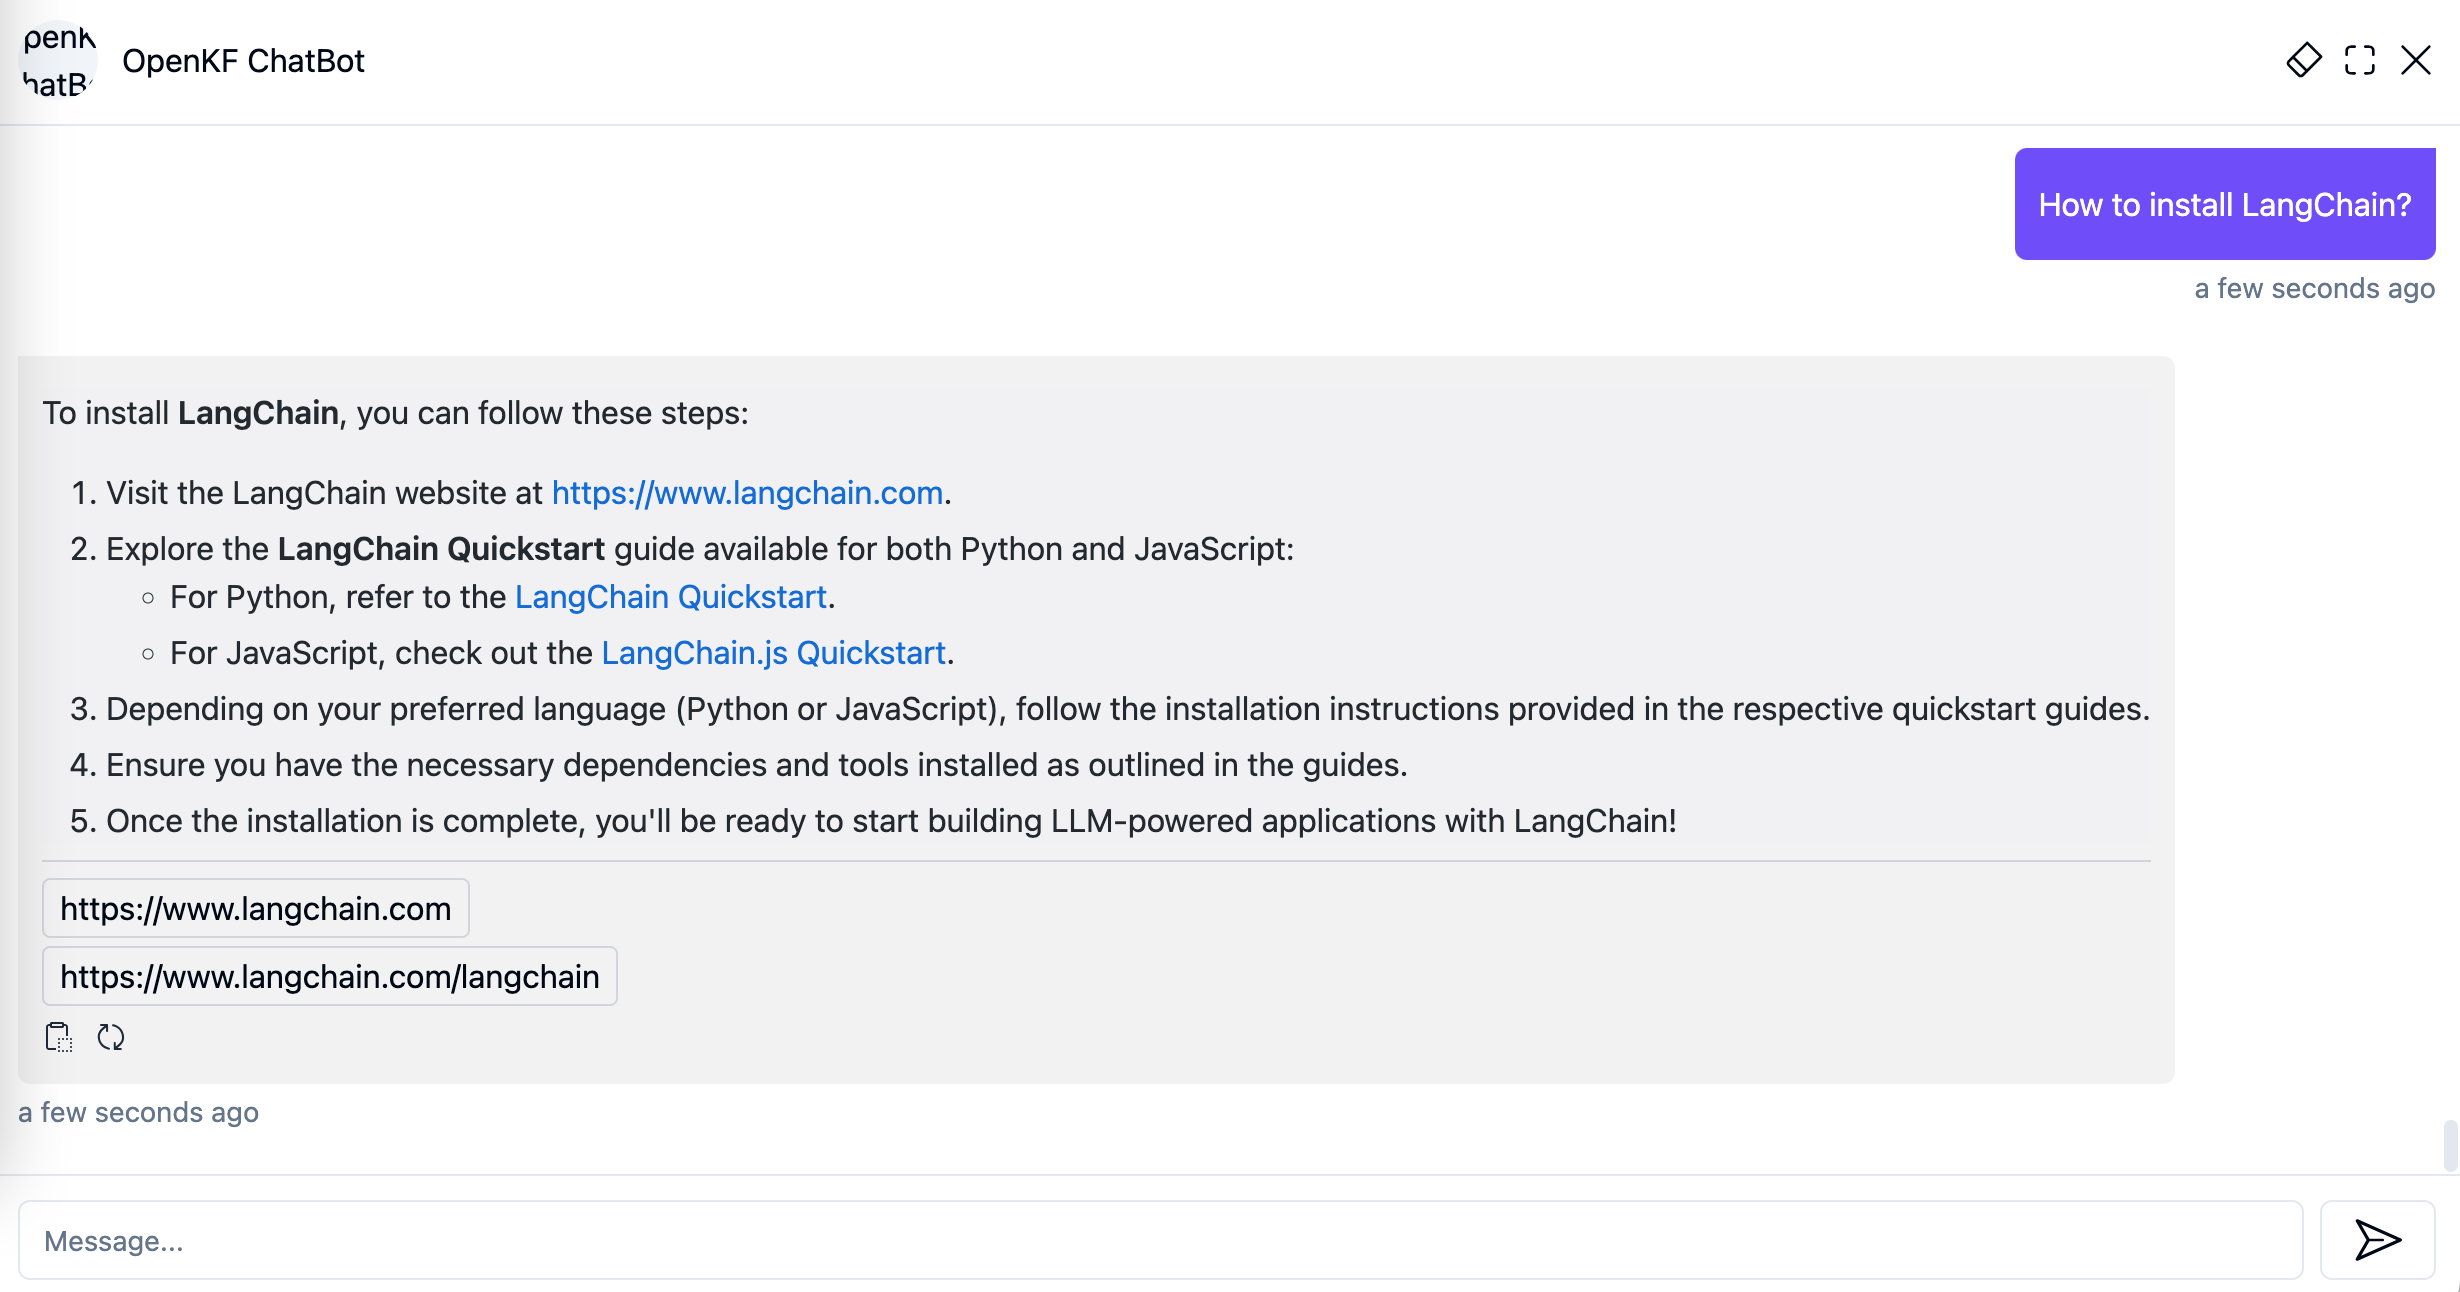 OpenKF ChatBot
How to install LangChain?
a few seconds ago
To install LangChain, you can follow these steps:
1. Visit the LangChain website at https://www.langchain.com.
2. Explore the LangChain Quickstart guide available for both Python and JavaScript:
○ For Python, refer to the LangChain Quickstart.
○ For JavaScript, check out the LangChain.js Quickstart.
3. Depending on your preferred language (Python or JavaScript), follow the installation instructions provided in the respective quickstart guides.
4. Ensure you have the necessary dependencies and tools installed as outlined in the guides.
5. Once the installation is complete, you'll be ready to start building LLM-powered applications with LangChain!
https://www.langchain.com
https://www.langchain.com/langchain
a few seconds ago
Message...